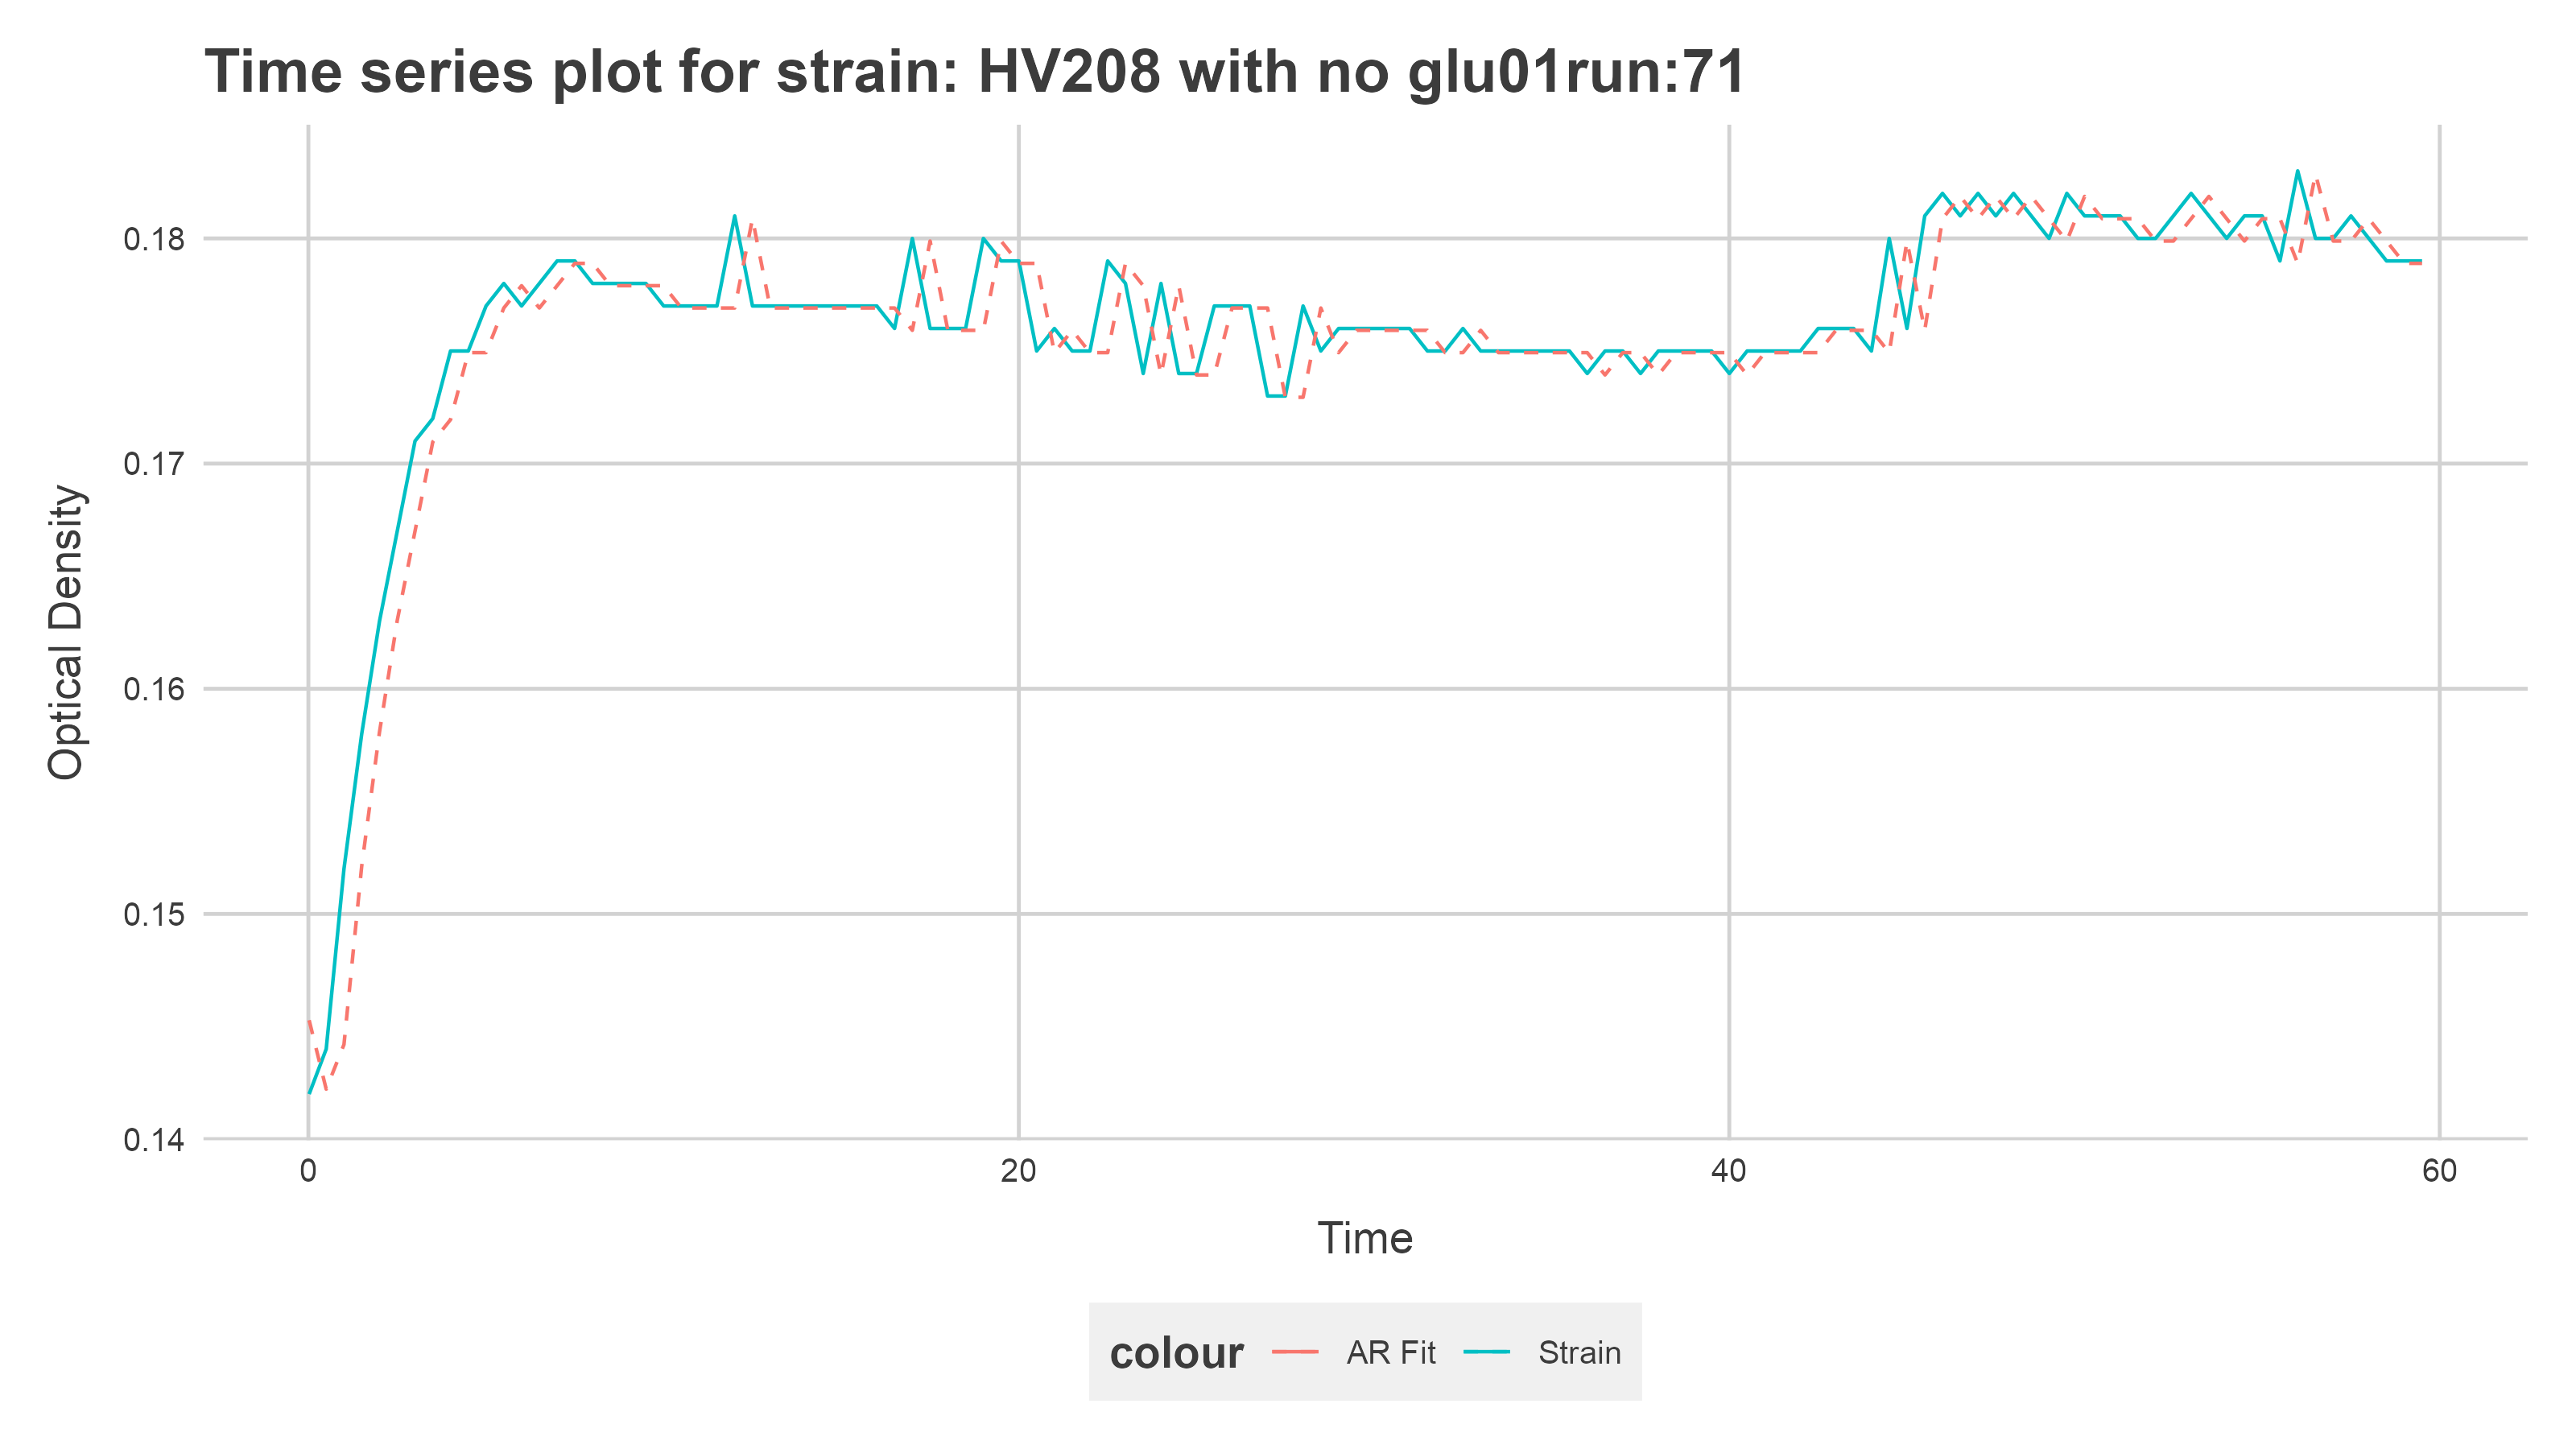 Time series plot for strain: HV208 with no glu01run:71
Optical Density
0.18
0.17
0.16
0.15
0.14
0 20 40 60
Time
colour AR Fit Strain